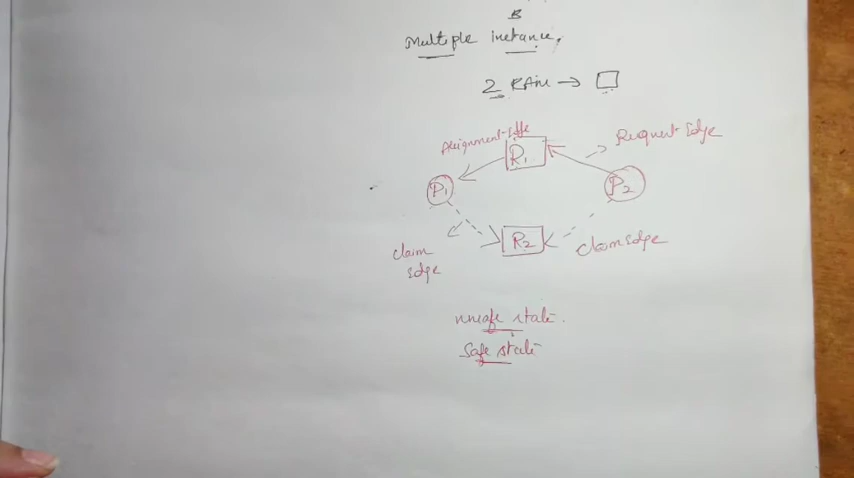 B
Multiple instance.
2 RAM →
Assignment-Edge
R1
Request-Edge
P1
P2
R2
claim
Edge
claim Edge
unsafe state.
Safe state